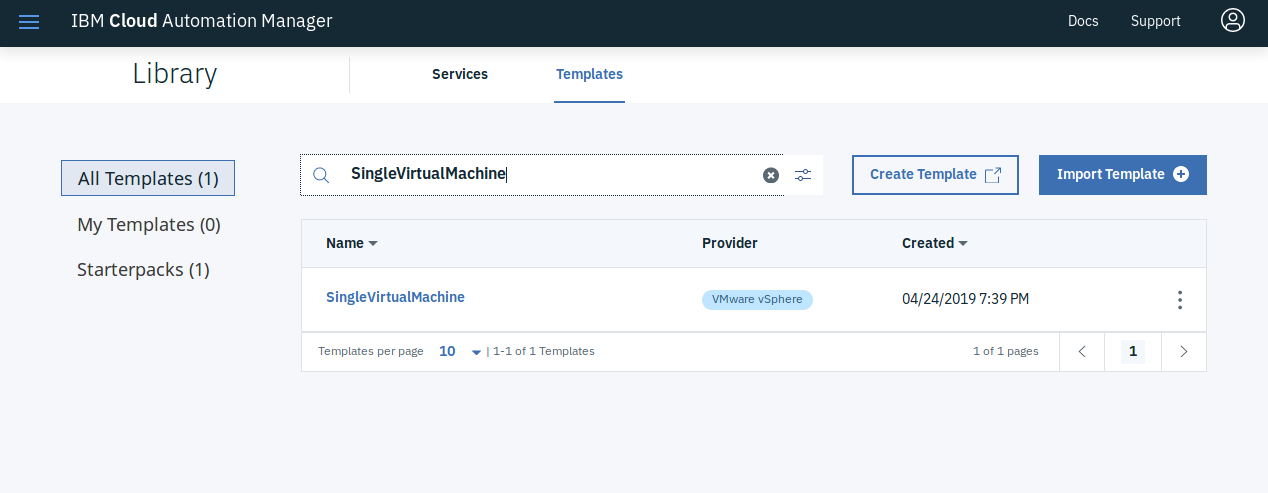 IBM Cloud Automation Manager
Docs
Support
Library
Services
Templates
All Templates (1)
My Templates (0)
Starterpacks (1)
SingleVirtualMachine
Create Template
Import Template
Name
Provider
Created
SingleVirtualMachine
VMware vSphere
04/24/2019 7:39 PM
Templates per page 10 | 1-1 of 1 Templates
1 of 1 pages
1